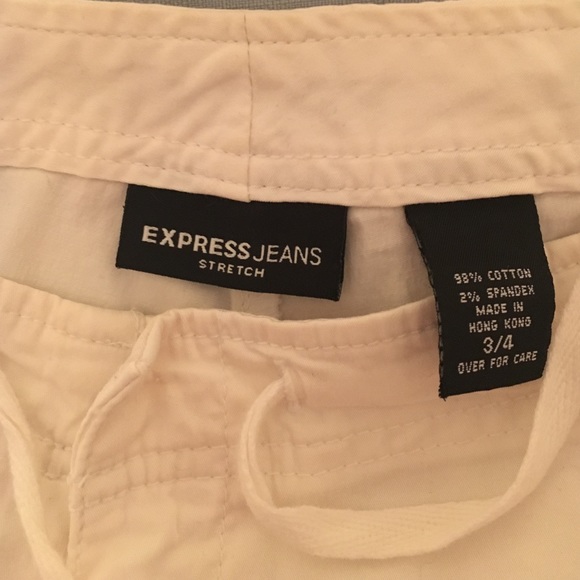 EXPRESS JEANS
STRETCH
98% COTTON
2% SPANDEX
MADE IN
HONG KONG
3/4
OVER FOR CARE